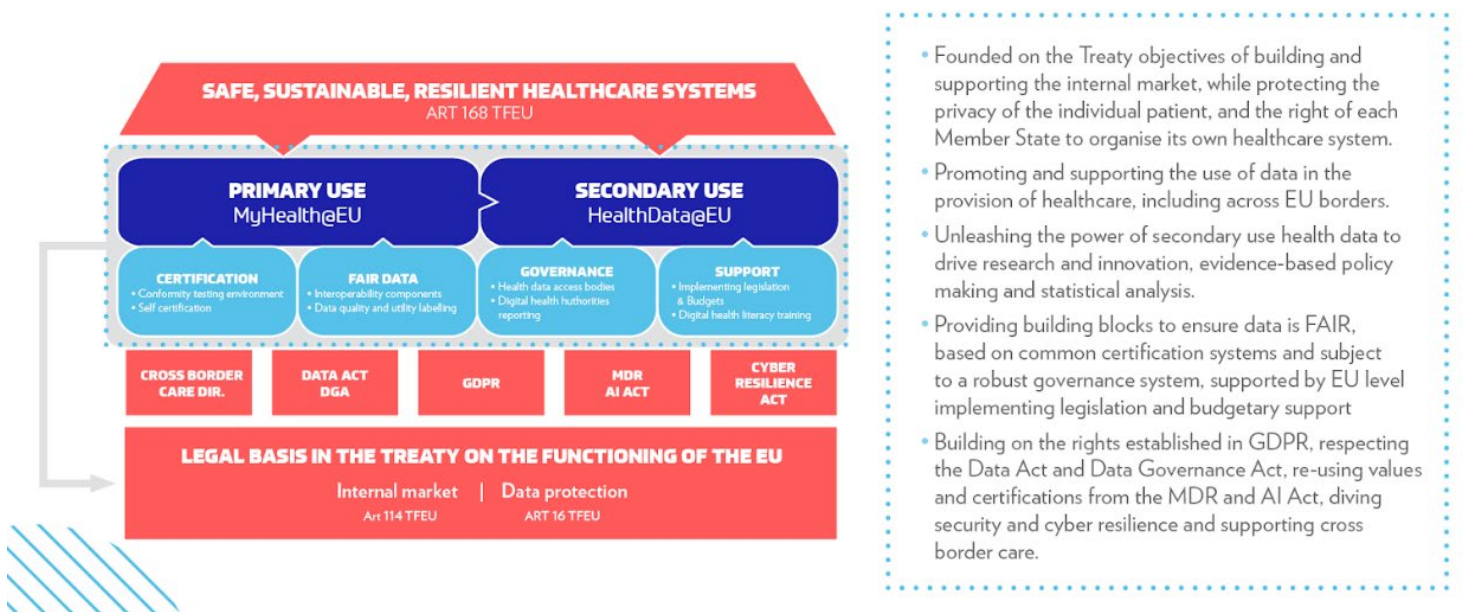 SAFE, SUSTAINABLE, RESILIENT HEALTHCARE SYSTEMS
ART 168 TFEU
PRIMARY USE
MyHealth@EU
SECONDARY USE
HealthData@EU
CERTIFICATION
• Conformity testing environment
• Self certification
FAIR DATA
• Interoperability components
• Data quality and utility labelling
GOVERNANCE
• Health data access bodies
• Digital health huthorities
reporting
SUPPORT
• Implementing legislation
& Budgets
• Digital health literacy training
CROSS BORDER
CARE DIR.
DATA ACT
DGA
GDPR
MDR
AI ACT
CYBER
RESILIENCE
ACT
LEGAL BASIS IN THE TREATY ON THE FUNCTIONING OF THE EU
Internal market | Data protection
Art 114 TFEU ART 16 TFEU
• Founded on the Treaty objectives of building and
supporting the internal market, while protecting the
privacy of the individual patient, and the right of each
Member State to organise its own healthcare system.
• Promoting and supporting the use of data in the
provision of healthcare, including across EU borders.
• Unleashing the power of secondary use health data to
drive research and innovation, evidence-based policy
making and statistical analysis.
• Providing building blocks to ensure data is FAIR,
based on common certification systems and subject
to a robust governance system, supported by EU level
implementing legislation and budgetary support
• Building on the rights established in GDPR, respecting
the Data Act and Data Governance Act, re-using values
and certifications from the MDR and AI Act, diving
security and cyber resilience and supporting cross
border care.